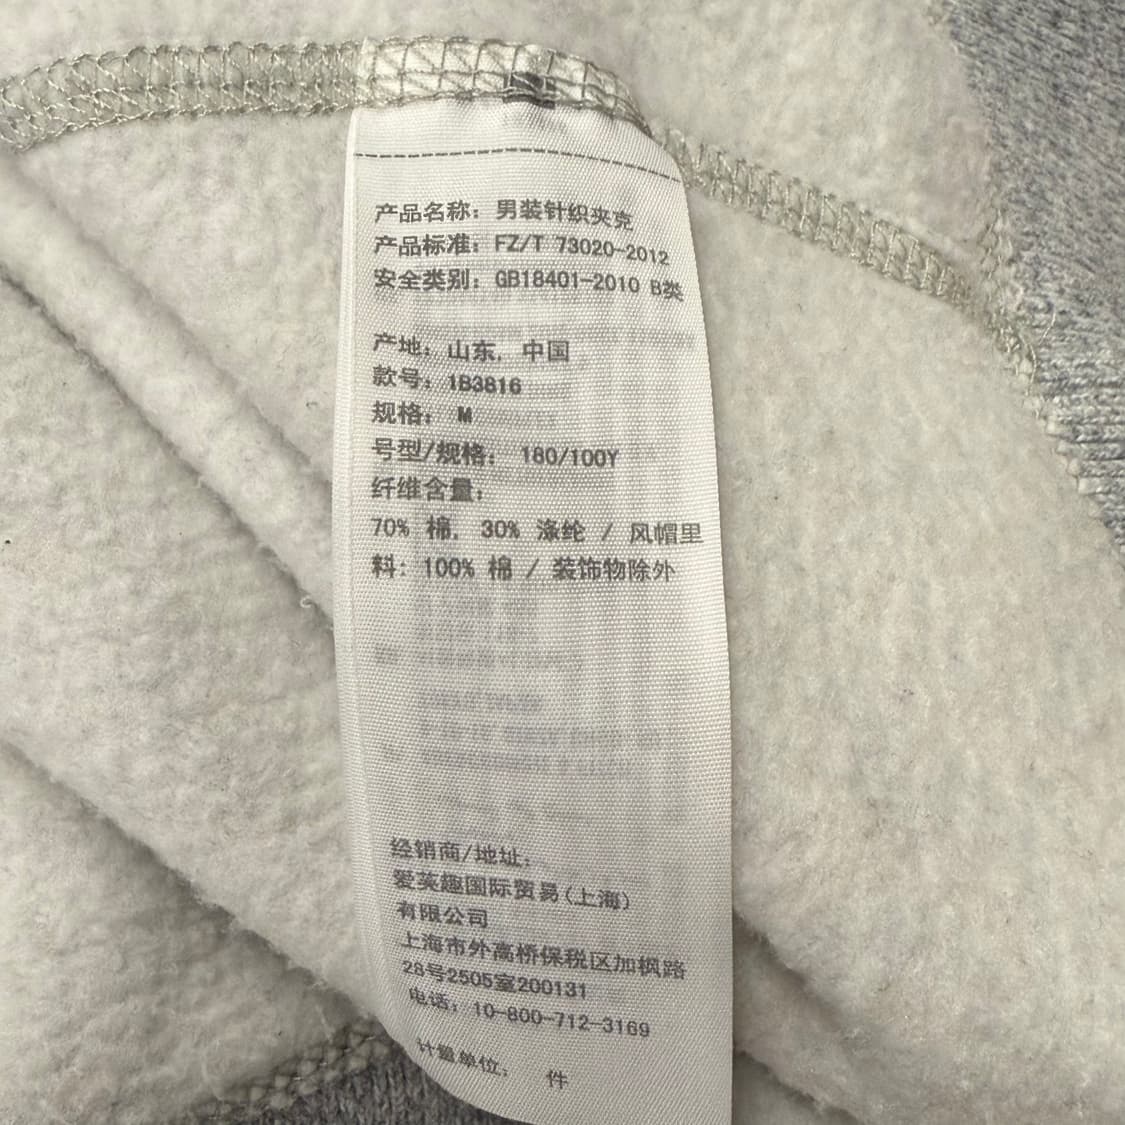 产品名称：男装针织夹克
产品标准：FZ/T 73020-2012
安全类别：GB18401-2010 B类
产地：山东，中国
款号：1B3816
规格： M
号型/规格： 180/100Y
纤维含量：
70% 棉，30% 涤纶 / 风帽里
料：100% 棉 / 装饰物除外
经销商/地址：
爱英趣国际贸易(上海)
有限公司
上海市外高桥保税区加枫路
28号2505室200131
电话：10-800-712-3169
计量单位： 件